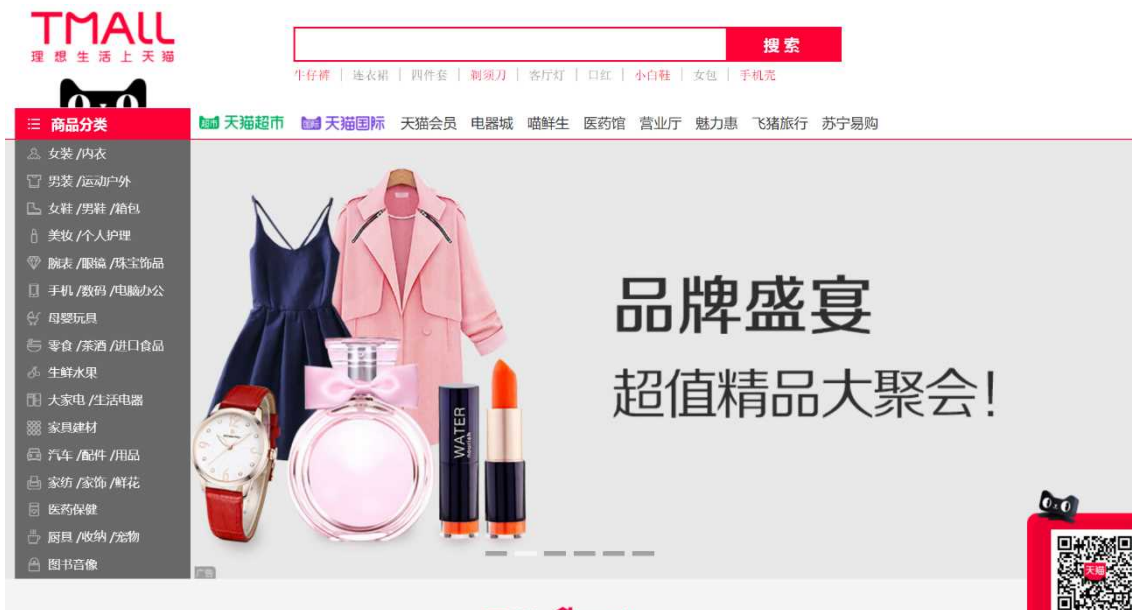 TMALL
理想生活上天猫
搜索
牛仔裤 | 连衣裙 | 四件套 | 剃须刀 | 客厅灯 | 口红 | 小白鞋 | 女包 | 手机壳
商品分类
超市 天猫超市 国际 天猫国际 天猫会员 电器城 喵鲜生 医药馆 营业厅 魅力惠 飞猪旅行 苏宁易购
女装 /内衣
男装 /运动户外
女鞋 /男鞋 /箱包
美妆 /个人护理
腕表 /眼镜 /珠宝饰品
手机 /数码 /电脑办公
母婴玩具
零食 /茶酒 /进口食品
生鲜水果
大家电 /生活电器
家具建材
汽车 /配件 /用品
家纺 /家饰 /鲜花
医药保健
厨具 /收纳 /宠物
图书音像
品牌盛宴
超值精品大聚会!
WATER
广告
天猫